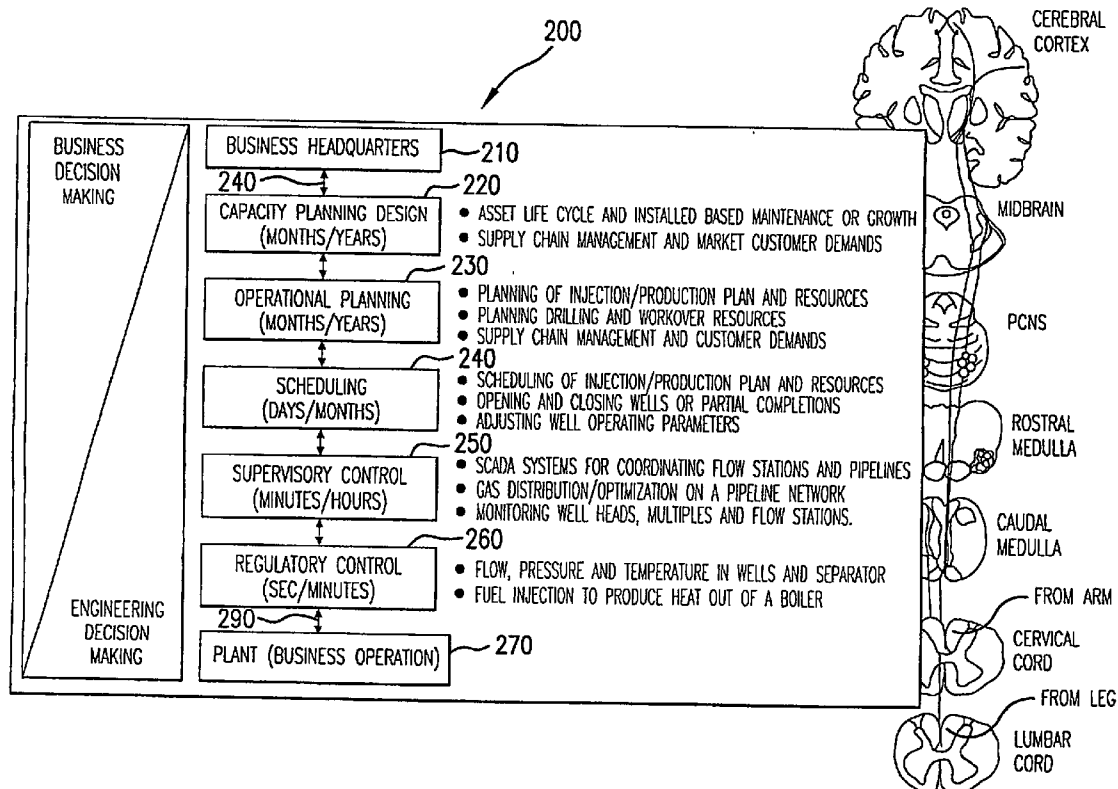 200
CEREBRAL
CORTEX
BUSINESS
DECISION
MAKING
BUSINESS HEADQUARTERS
210
240
220
CAPACITY PLANNING DESIGN
(MONTHS/YEARS)
• ASSET LIFE CYCLE AND INSTALLED BASED MAINTENANCE OR GROWTH
• SUPPLY CHAIN MANAGEMENT AND MARKET CUSTOMER DEMANDS
MIDBRAIN
230
OPERATIONAL PLANNING
(MONTHS/YEARS)
• PLANNING OF INJECTION/PRODUCTION PLAN AND RESOURCES
• PLANNING DRILLING AND WORKOVER RESOURCES
• SUPPLY CHAIN MANAGEMENT AND CUSTOMER DEMANDS
PCNS
240
SCHEDULING
(DAYS/MONTHS)
• SCHEDULING OF INJECTION/PRODUCTION PLAN AND RESOURCES
• OPENING AND CLOSING WELLS OR PARTIAL COMPLETIONS
• ADJUSTING WELL OPERATING PARAMETERS
ROSTRAL
MEDULLA
250
SUPERVISORY CONTROL
(MINUTES/HOURS)
• SCADA SYSTEMS FOR COORDINATING FLOW STATIONS AND PIPELINES
• GAS DISTRIBUTION/OPTIMIZATION ON A PIPELINE NETWORK
• MONITORING WELL HEADS, MULTIPLES AND FLOW STATIONS.
CAUDAL
MEDULLA
260
REGULATORY CONTROL
(SEC/MINUTES)
• FLOW, PRESSURE AND TEMPERATURE IN WELLS AND SEPARATOR
• FUEL INJECTION TO PRODUCE HEAT OUT OF A BOILER
ENGINEERING
DECISION
MAKING
290
PLANT (BUSINESS OPERATION)
270
FROM ARM
CERVICAL
CORD
FROM LEG
LUMBAR
CORD